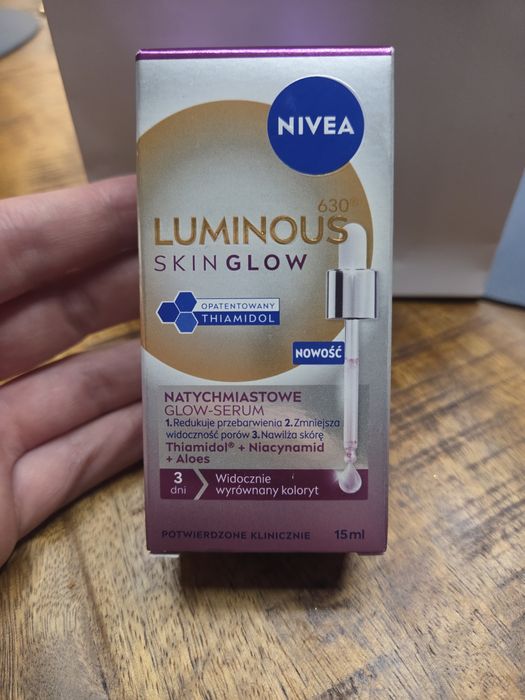 NIVEA
630®
LUMINOUS
SKIN GLOW
OPATENTOWANY
THIAMIDOL
NOWOŚĆ
NATYCHMIASTOWE
GLOW-SERUM
1. Redukuje przebarwienia 2. Zmniejsza
widoczność porów 3. Nawilża skórę
Thiamidol® + Niacynamid
+ Aloes
3 dni
Widocznie
wyrównany koloryt
POTWIERDZONE KLINICZNIE 15ml